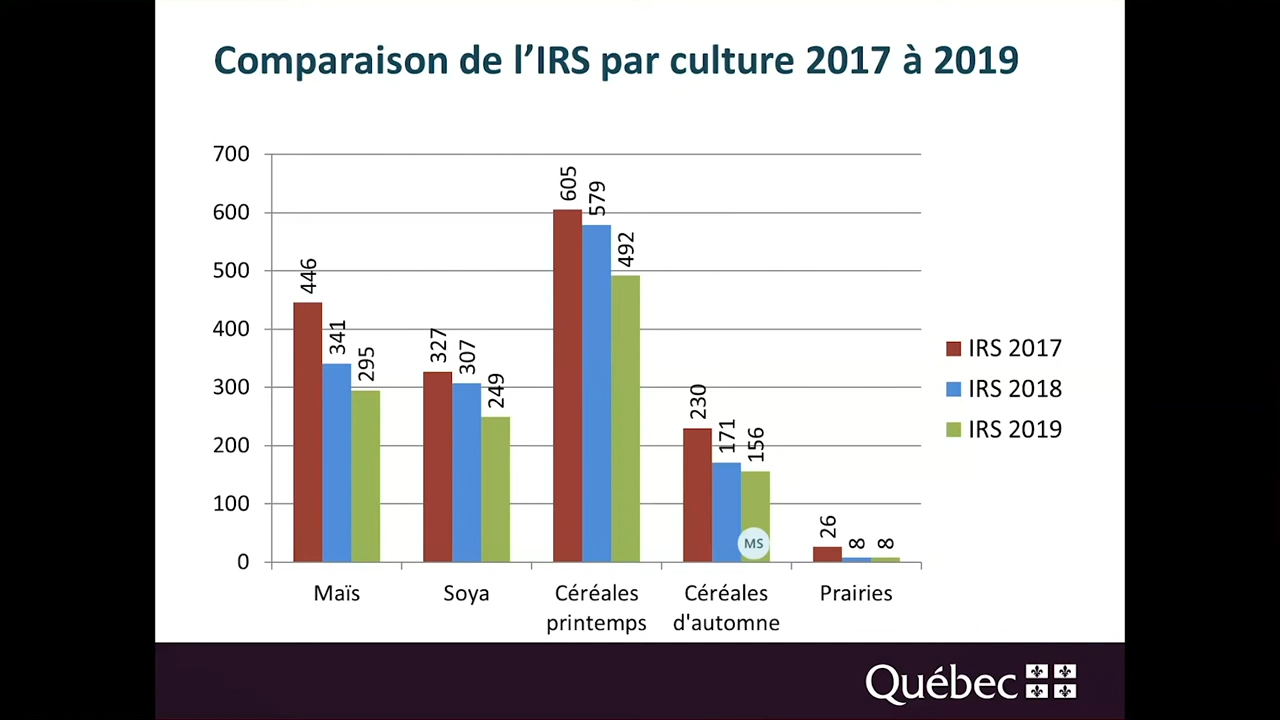 Comparaison de l’IRS par culture 2017 à 2019
700
600
500
400
300
200
100
0
446
341
295
327
307
249
605
579
492
230
171
156
26
8
8
MS
Maïs
Soya
Céréales
printemps
Céréales
d'automne
Prairies
IRS 2017
IRS 2018
IRS 2019
Québec